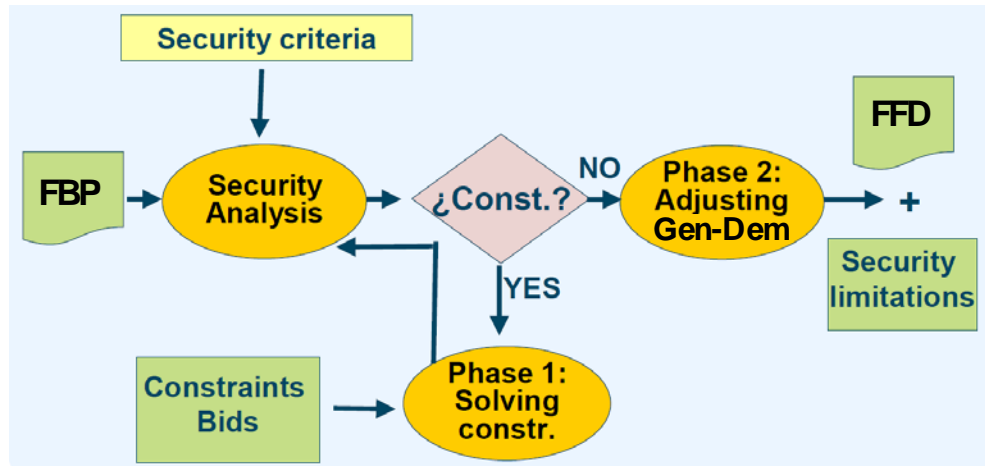 Security criteria
FBP
Security
Analysis
¿Const.?
NO
Phase 2:
Adjusting
Gen-Dem
FFD
+
Security
limitations
YES
Constraints
Bids
Phase 1:
Solving
constr.